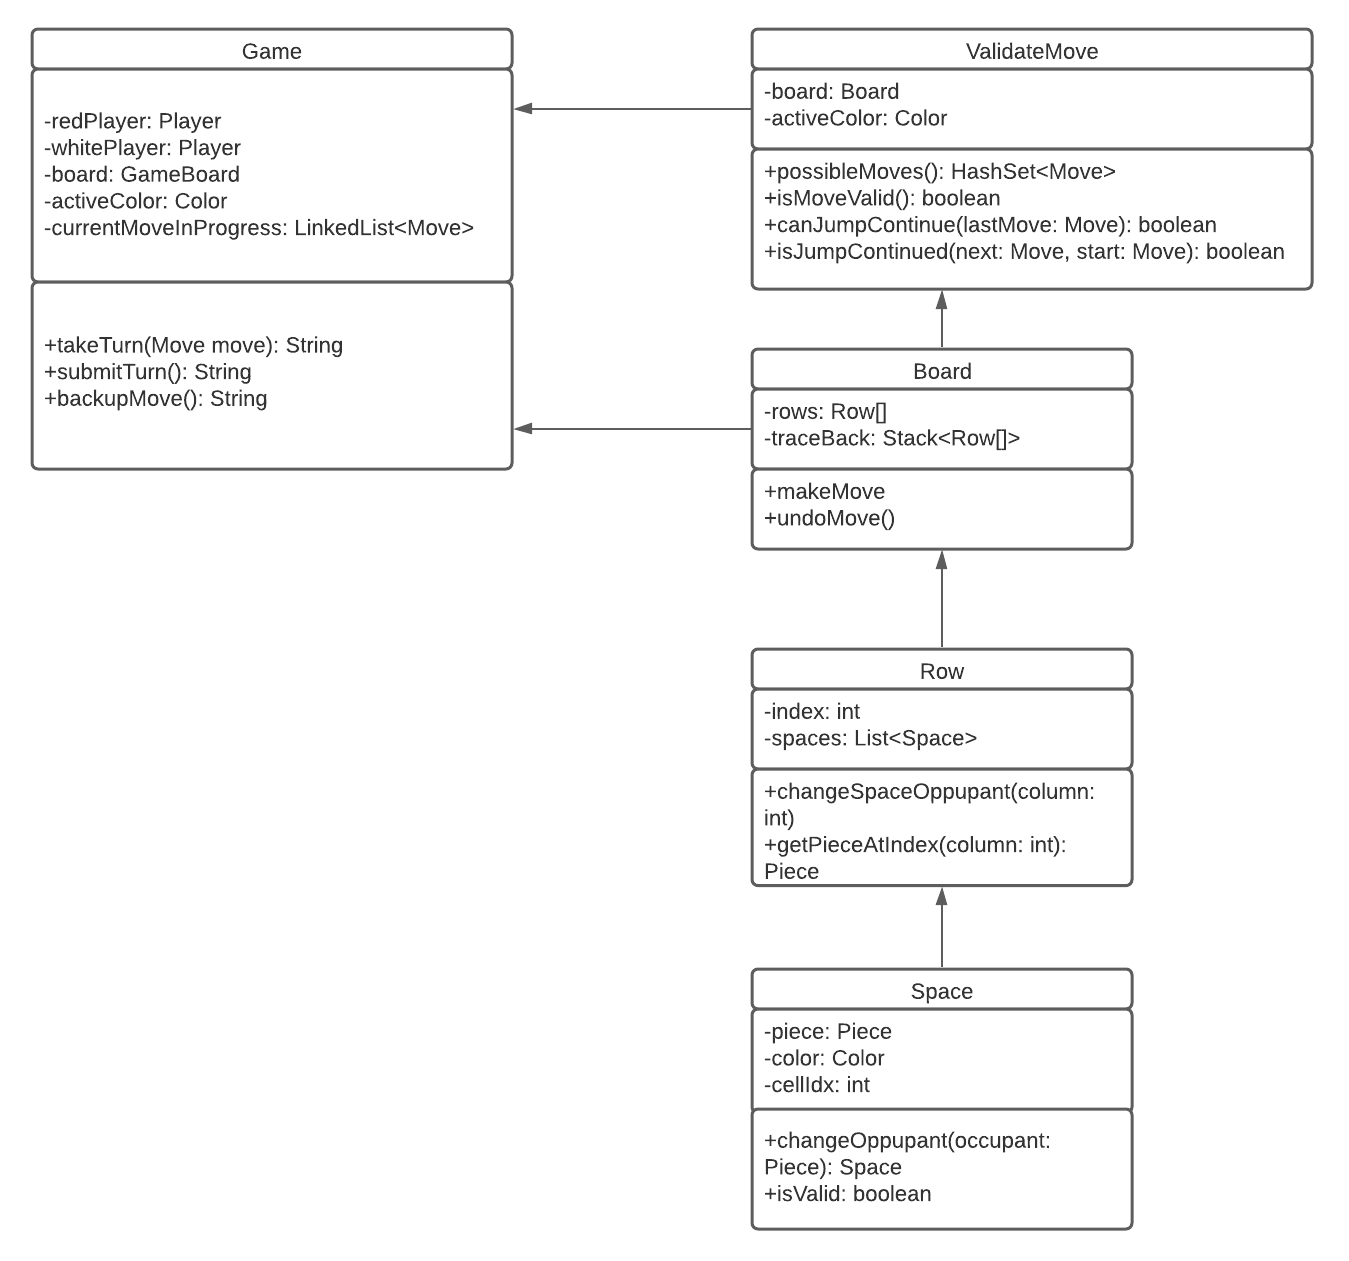 Game
-redPlayer: Player
-whitePlayer: Player
-board: GameBoard
-activeColor: Color
-currentMoveInProgress: LinkedList<Move>
+takeTurn(Move move): String
+submitTurn(): String
+backupMove(): String
ValidateMove
-board: Board
-activeColor: Color
+possibleMoves(): HashSet<Move>
+isMoveValid(): boolean
+canJumpContinue(lastMove: Move): boolean
+isJumpContinued(next: Move, start: Move): boolean
Board
-rows: Row[]
-traceBack: Stack<Row[]>
+makeMove
+undoMove()
Row
-index: int
-spaces: List<Space>
+changeSpaceOppupant(column:
int)
+getPieceAtIndex(column: int):
Piece
Space
-piece: Piece
-color: Color
-cellIdx: int
+changeOppupant(occupant:
Piece): Space
+isValid: boolean